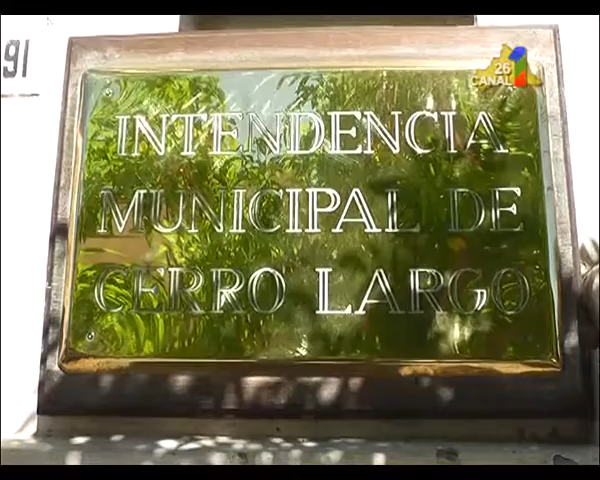 91
26
CANAL
INTENDENCIA
MUNICIPAL DE
CERRO LARGO